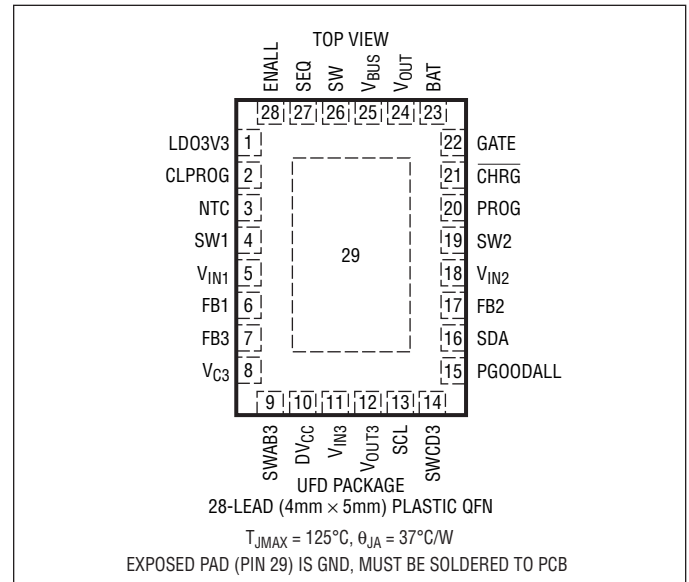 TOP VIEW
ENALL SEQ SW VBUS VOUT BAT
28 27 26 25 24 23
LDO3V3 1 22 GATE
CLPROG 2 21 CHRG
NTC 3 20 PROG
SW1 4 19 SW2
29
VIN1 5 18 VIN2
FB1 6 17 FB2
FB3 7 16 SDA
VC3 8 15 PGOODALL
9 10 11 12 13 14
SWAB3 DVCC VIN3 VOUT3 SCL SWCD3
UFD PACKAGE
28-LEAD (4mm × 5mm) PLASTIC QFN
TJMAX = 125°C, θJA = 37°C/W
EXPOSED PAD (PIN 29) IS GND, MUST BE SOLDERED TO PCB